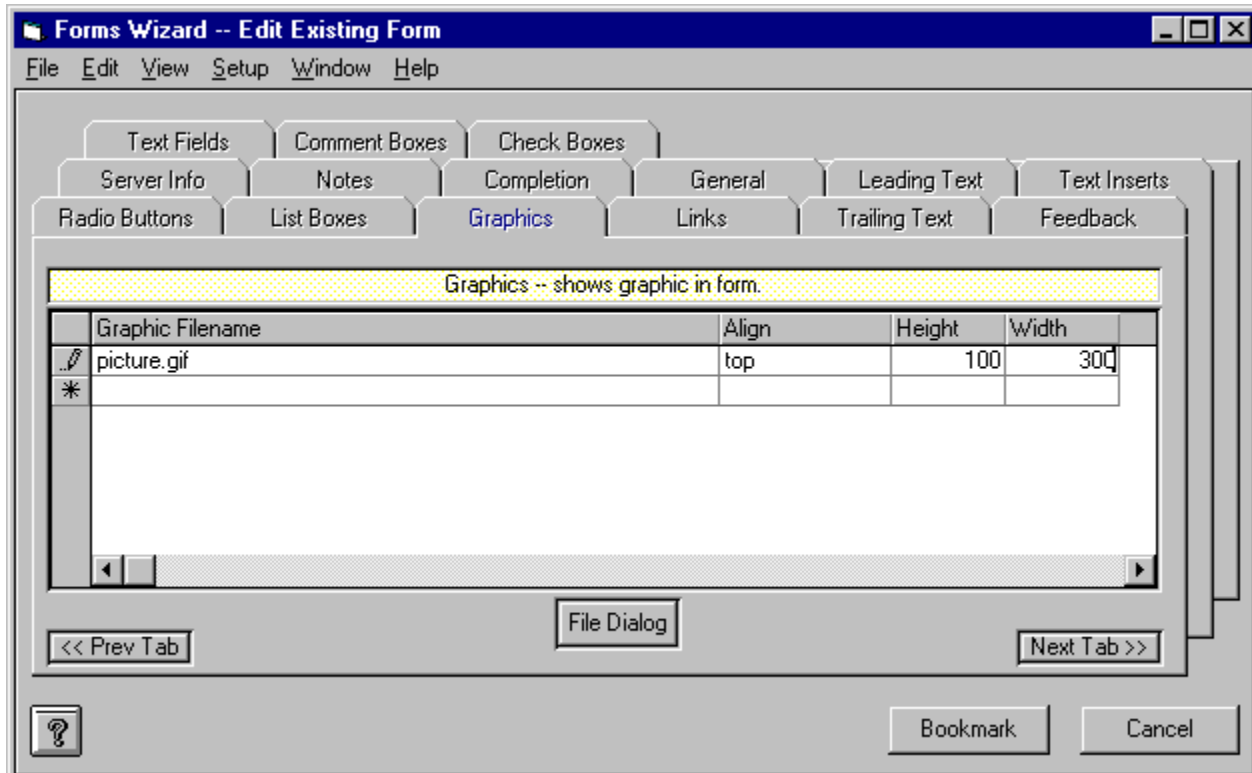 Forms Wizard -- Edit Existing Form
File Edit View Setup Window Help
Text Fields Comment Boxes Check Boxes
Server Info Notes Completion General Leading Text Text Inserts
Radio Buttons List Boxes Graphics Links Trailing Text Feedback
Graphics -- shows graphic in form.
Graphic Filename Align Height Width
picture.gif top 100 300
File Dialog
<< Prev Tab Next Tab >>
Bookmark Cancel